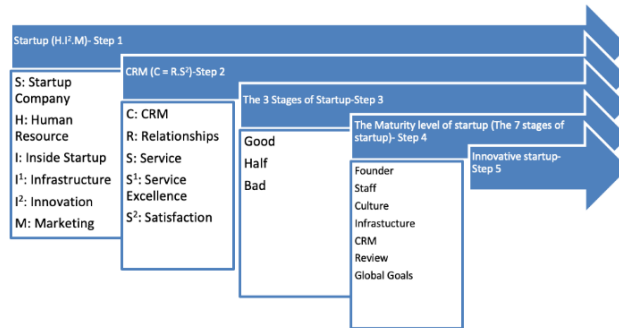 Startup (H.I².M)- Step 1
S: Startup
Company
H: Human
Resource
I: Inside Startup
I¹: Infrastructure
I²: Innovation
M: Marketing
CRM (C = R.S²)-Step 2
C: CRM
R: Relationships
S: Service
S¹: Service
Excellence
S²: Satisfaction
The 3 Stages of Startup-Step 3
Good
Half
Bad
The Maturity level of startup (The 7 stages of
startup)- Step 4
Founder
Staff
Culture
Infrastucture
CRM
Review
Global Goals
Innovative startup-
Step 5